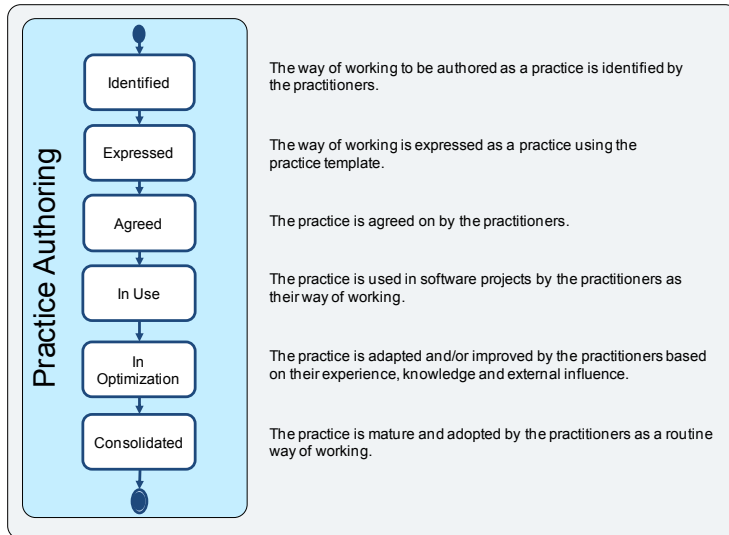 Practice Authoring
Identified
The way of working to be authored as a practice is identified by
the practitioners.
Expressed
The way of working is expressed as a practice using the
practice template.
Agreed
The practice is agreed on by the practitioners.
In Use
The practice is used in software projects by the practitioners as
their way of working.
In
Optimization
The practice is adapted and/or improved by the practitioners based
on their experience, knowledge and external influence.
Consolidated
The practice is mature and adopted by the practitioners as a routine
way of working.